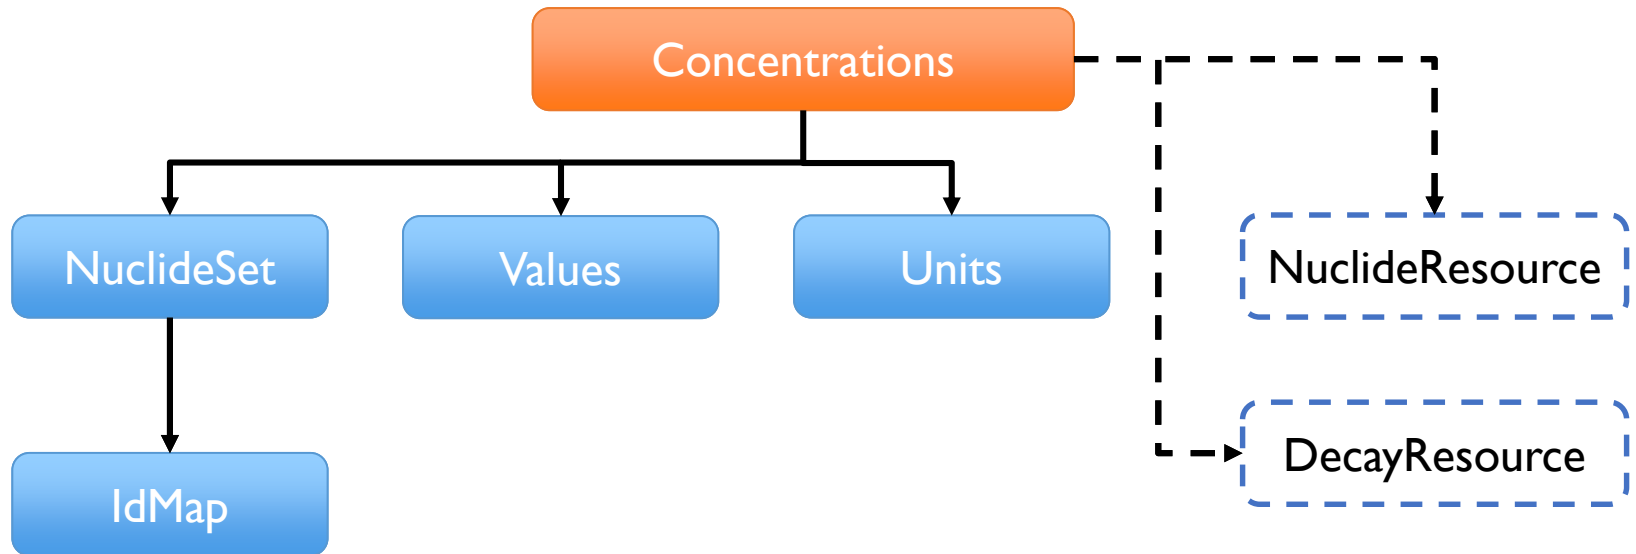 Concentrations
NuclideSet
Values
Units
NuclideResource
DecayResource
IdMap